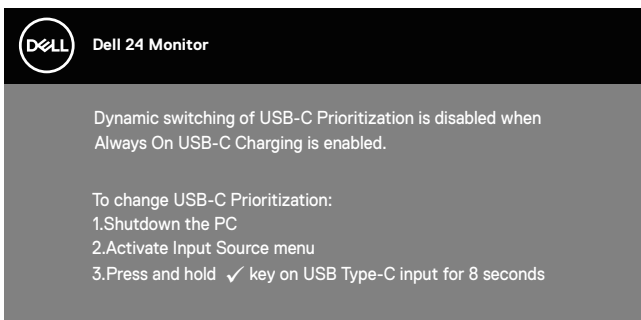 DELL
Dell 24 Monitor
Dynamic switching of USB-C Prioritization is disabled when
Always On USB-C Charging is enabled.
To change USB-C Prioritization:
1.Shutdown the PC
2.Activate Input Source menu
3.Press and hold ✓ key on USB Type-C input for 8 seconds